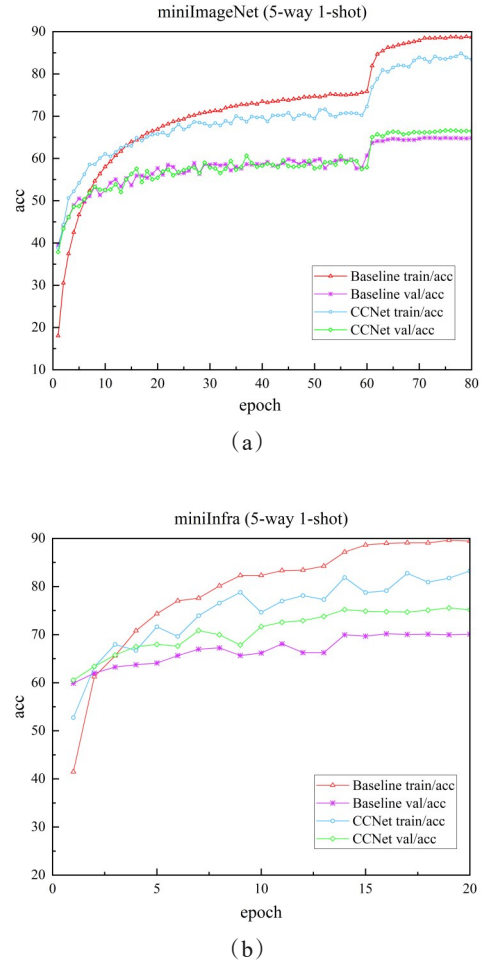 miniImageNet (5-way 1-shot)
90
80
70
60
50
40
30
20
10
acc
Baseline train/acc
Baseline val/acc
CCNet train/acc
CCNet val/acc
0 10 20 30 40 50 60 70 80
epoch
(a)
miniInfra (5-way 1-shot)
90
80
70
60
50
40
30
20
acc
Baseline train/acc
Baseline val/acc
CCNet train/acc
CCNet val/acc
0 5 10 15 20
epoch
(b)